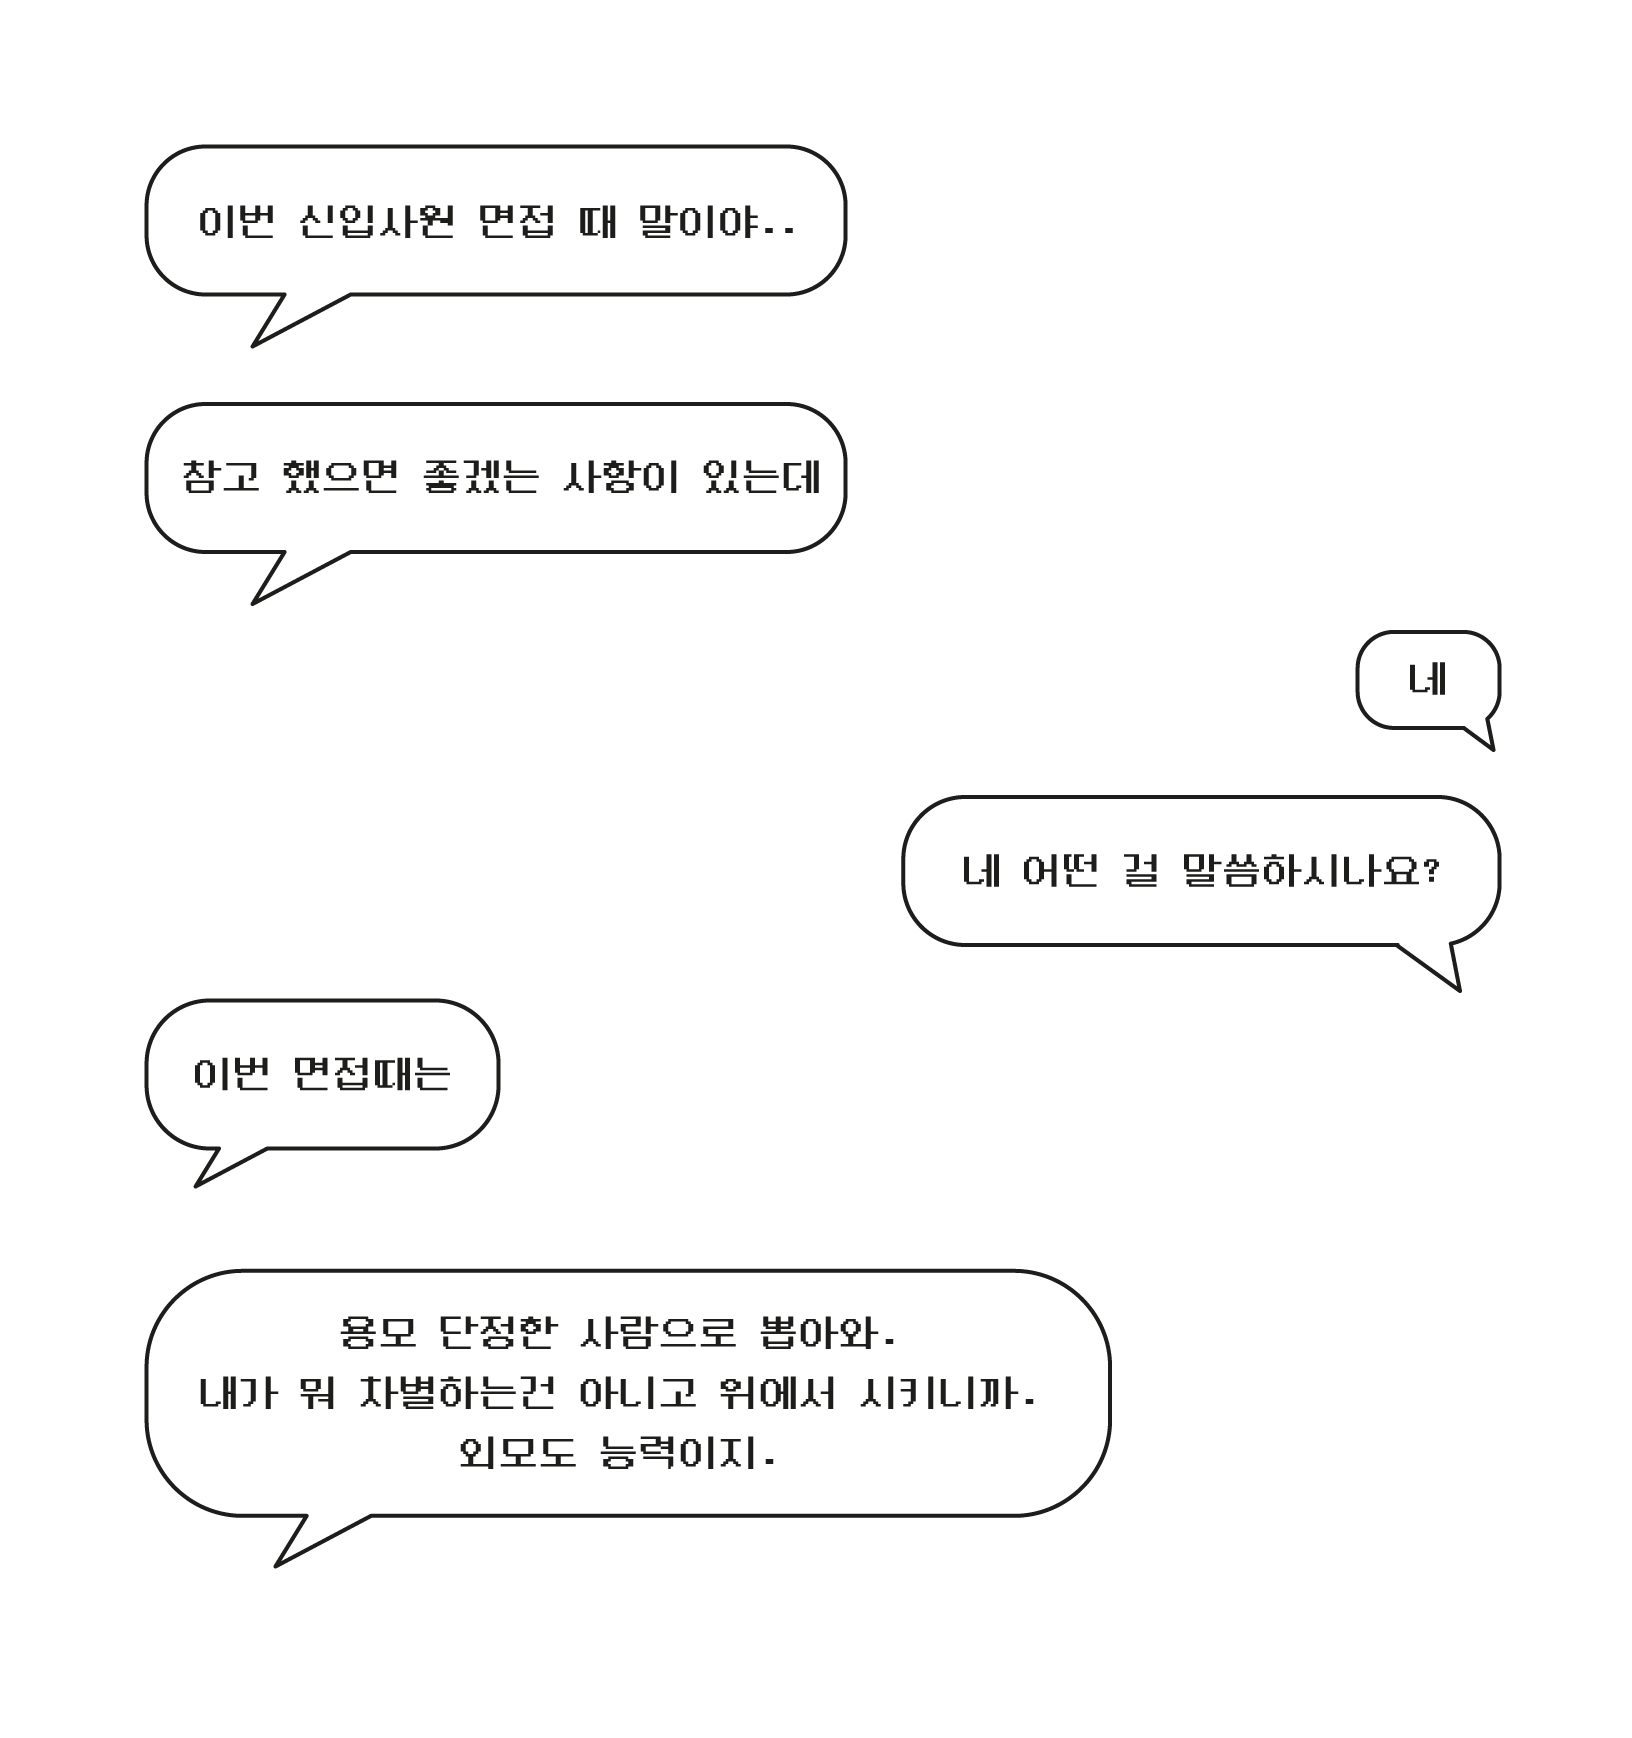 이번 신입사원 면접 때 말이야..
참고 했으면 좋겠는 사항이 있는데
네
네 어떤 걸 말씀하시나요?
이번 면접때는
용모 단정한 사람으로 뽑아와.
내가 뭐 차별하는건 아니고 위에서 시키니까.
외모도 능력이지.